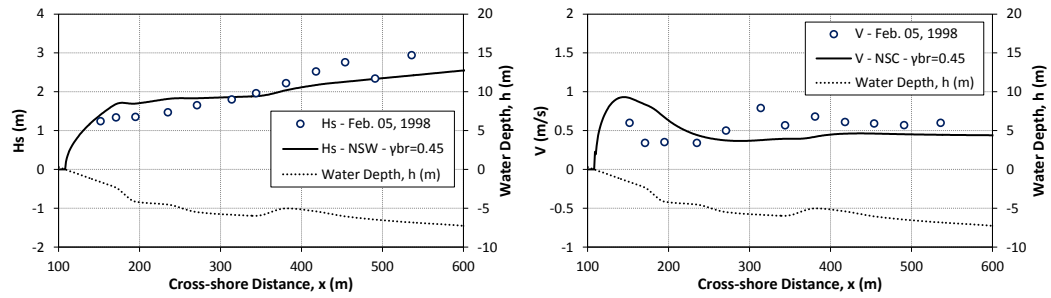 4
3
2
1
0
-1
-2
20
15
10
5
0
-5
-10
100 200 300 400 500 600
Hs (m)
Water Depth, h (m)
Cross-shore Distance, x (m)
Hs - Feb. 05, 1998
Hs - NSW - γbr=0.45
Water Depth, h (m)
2
1.5
1
0.5
0
-0.5
-1
20
15
10
5
0
-5
-10
100 200 300 400 500 600
V (m/s)
Water Depth, h (m)
Cross-shore Distance, x (m)
V - Feb. 05, 1998
V - NSC - γbr=0.45
Water Depth, h (m)